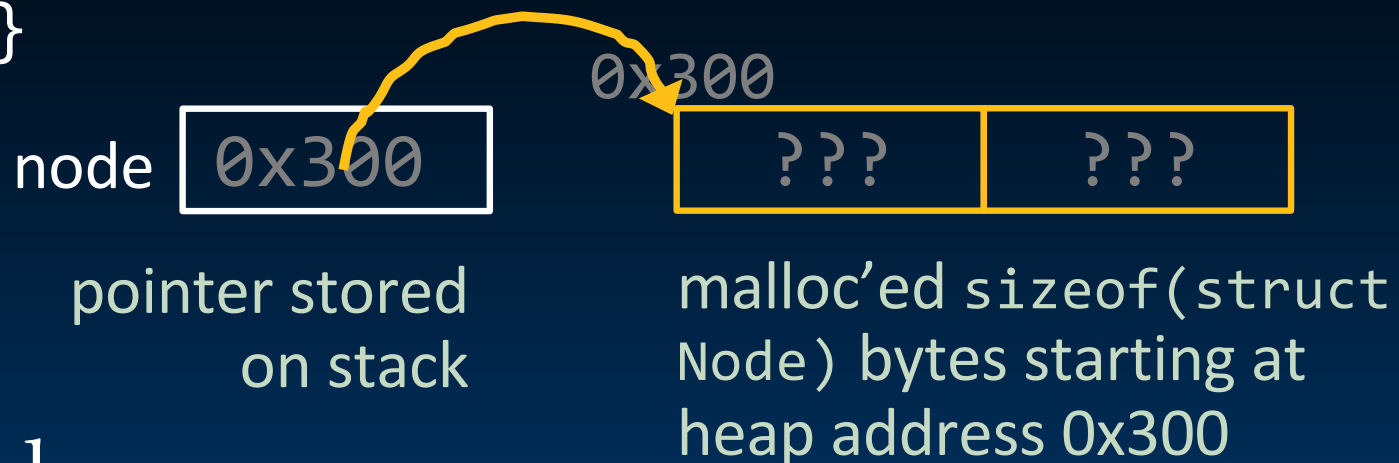 }
0x300
node 0x300 ??? ???
pointer stored
on stack
malloc’ed sizeof(struct
Node) bytes starting at
heap address 0x300